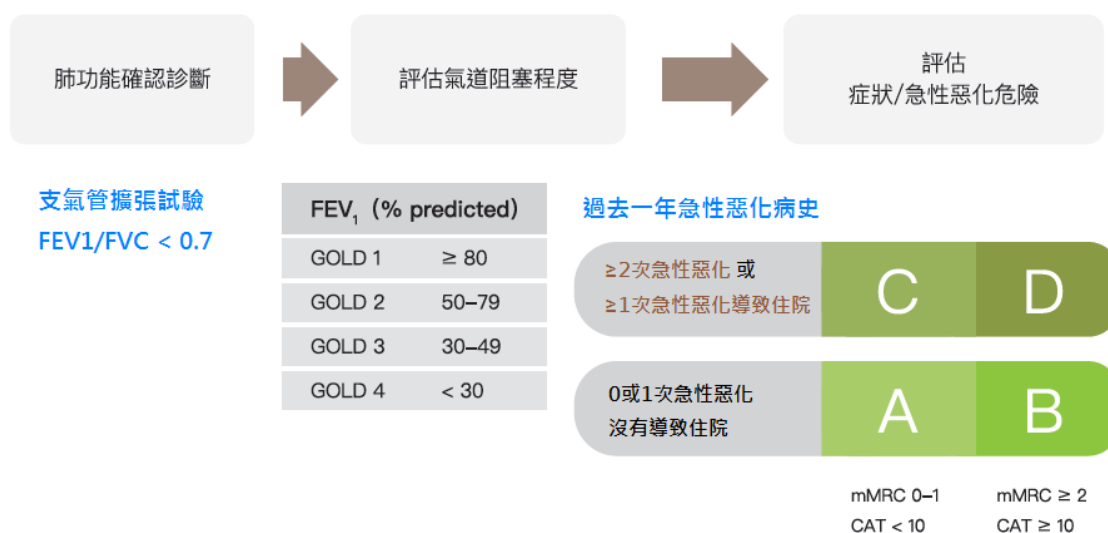 肺功能確認診斷
評估氣道阻塞程度
評估
症狀/急性惡化危險
支氣管擴張試驗
FEV1/FVC < 0.7
FEV₁ (% predicted)
GOLD 1 ≥ 80
GOLD 2 50–79
GOLD 3 30–49
GOLD 4 < 30
過去一年急性惡化病史
≥2次急性惡化 或
≥1次急性惡化導致住院
C D
0或1次急性惡化
沒有導致住院
A B
mMRC 0–1 mMRC ≥ 2
CAT < 10 CAT ≥ 10